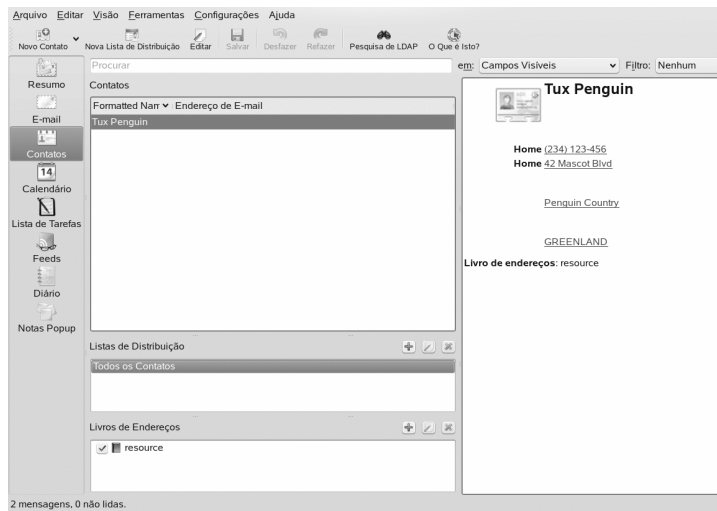 Arquivo Editar Visão Ferramentas Configurações Ajuda
Novo Contato Nova Lista de Distribuição Editar Salvar Desfazer Refazer Pesquisa de LDAP O Que é Isto?
Procurar em: Campos Visíveis Filtro: Nenhum
Resumo
E-mail
Contatos
14
Calendário
Lista de Tarefas
Feeds
Diário
Notas Popup
Contatos
Formatted Nam Endereço de E-mail
Tux Penguin
Listas de Distribuição
Todos os Contatos
Livros de Endereços
resource
Tux Penguin
Home (234) 123-456
Home 42 Mascot Blvd
Penguin Country
GREENLAND
Livro de endereços: resource
2 mensagens, 0 não lidas.